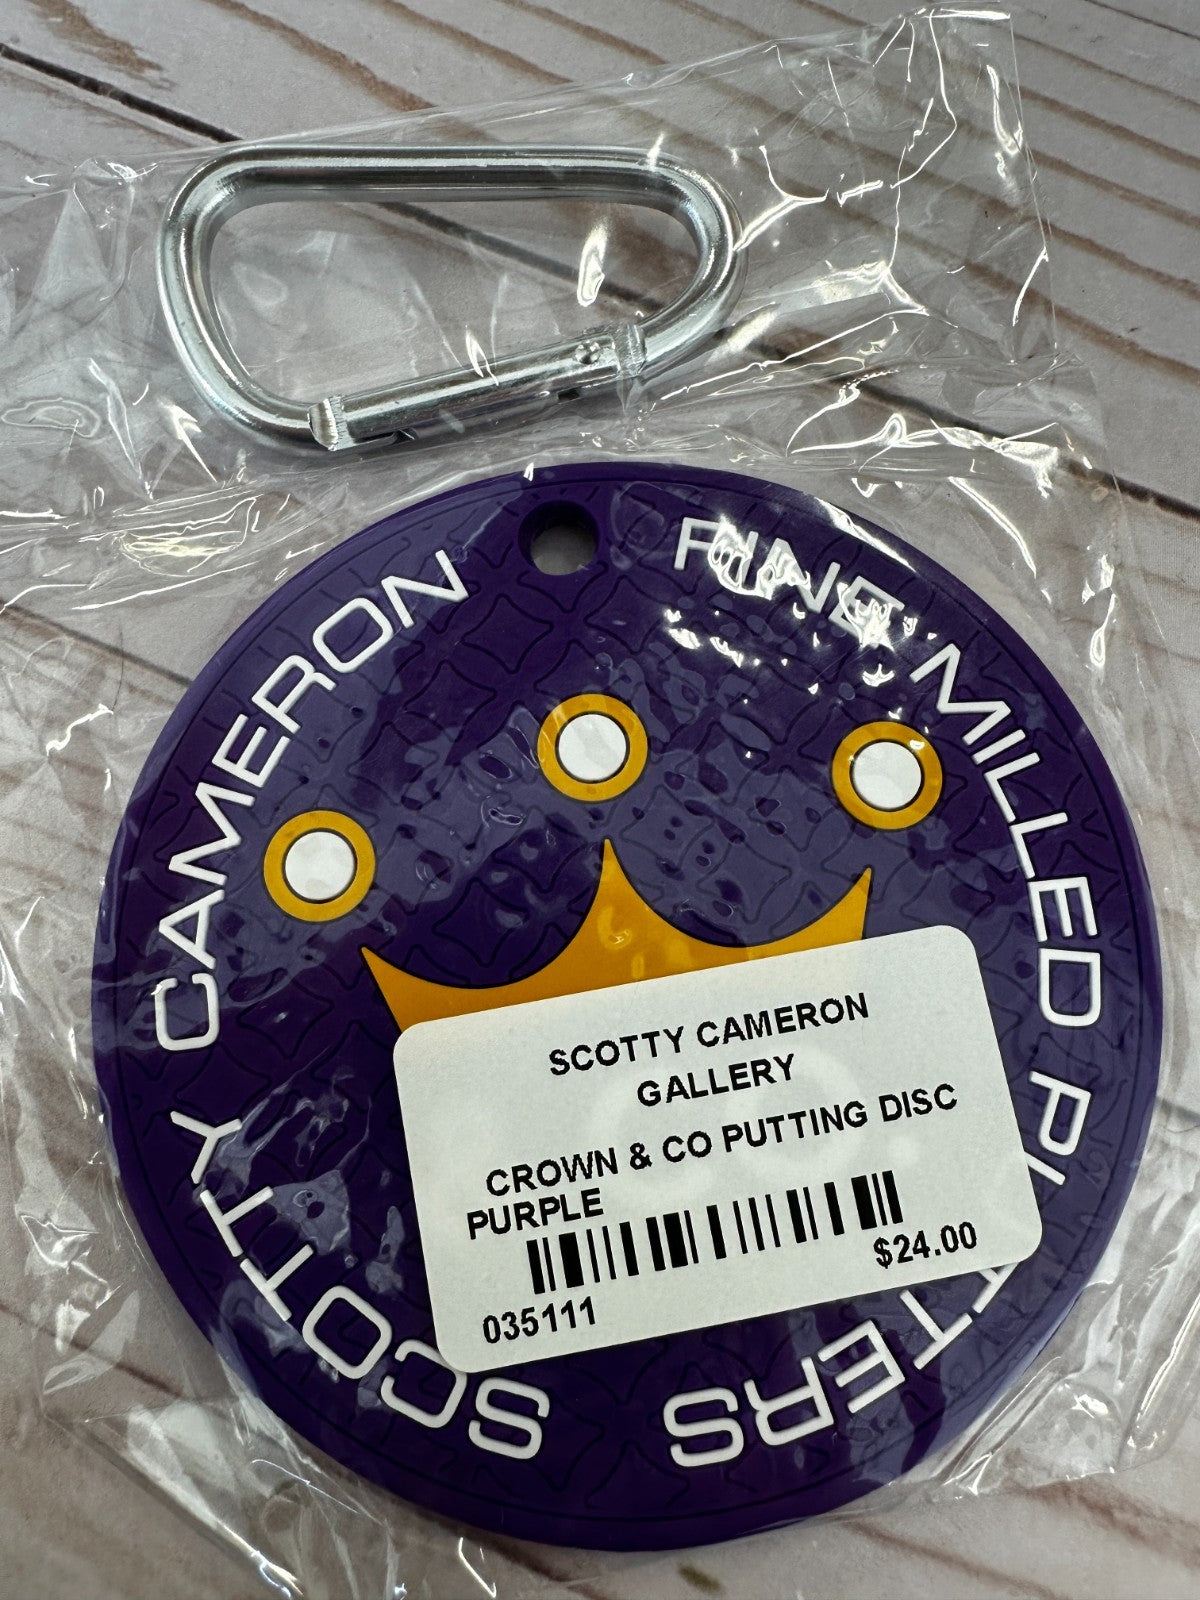 SCOTTY CAMERON
FINE MILLED PUTTERS
SCOTTY CAMERON
GALLERY
CROWN & CO PUTTING DISC
PURPLE
$24.00
035111